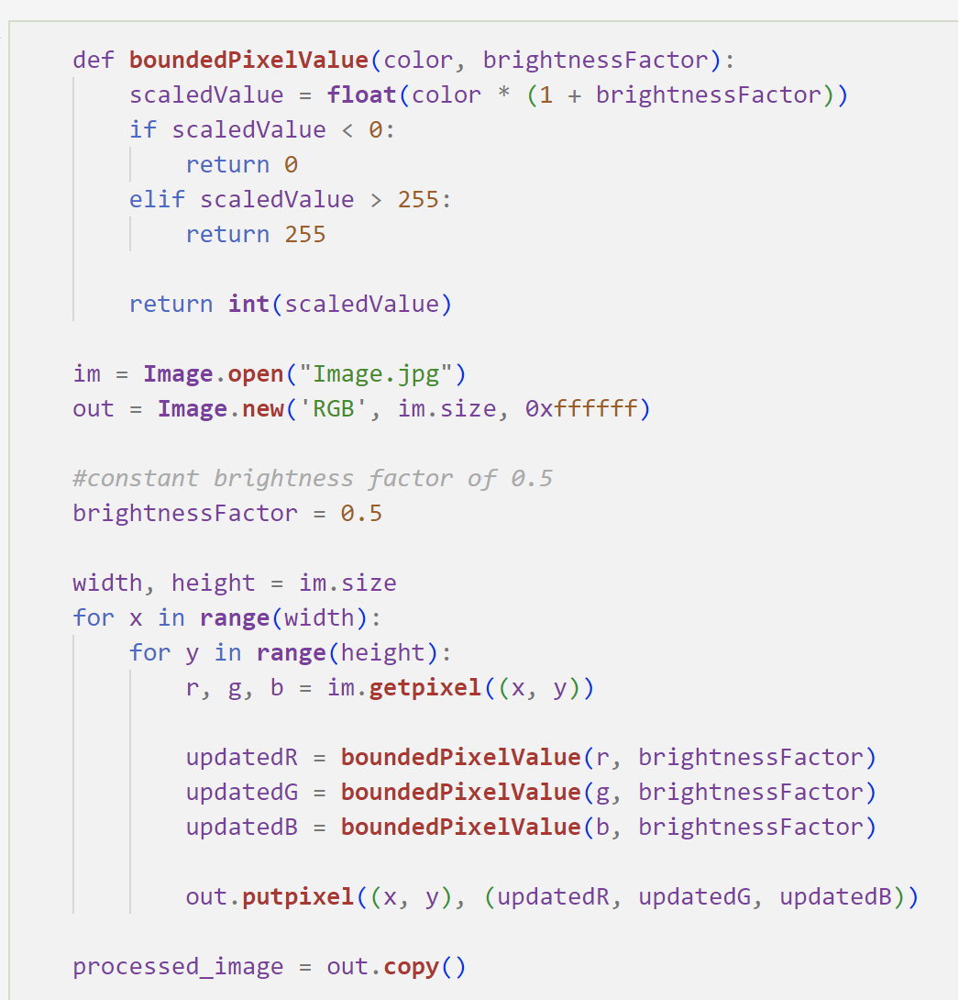 def boundedPixelValue(color, brightnessFactor):
    scaledValue = float(color * (1 + brightnessFactor))
    if scaledValue < 0:
        return 0
    elif scaledValue > 255:
        return 255

    return int(scaledValue)

im = Image.open("Image.jpg")
out = Image.new('RGB', im.size, 0xffffff)

#constant brightness factor of 0.5
brightnessFactor = 0.5

width, height = im.size
for x in range(width):
    for y in range(height):
        r, g, b = im.getpixel((x, y))

        updatedR = boundedPixelValue(r, brightnessFactor)
        updatedG = boundedPixelValue(g, brightnessFactor)
        updatedB = boundedPixelValue(b, brightnessFactor)

        out.putpixel((x, y), (updatedR, updatedG, updatedB))

processed_image = out.copy()